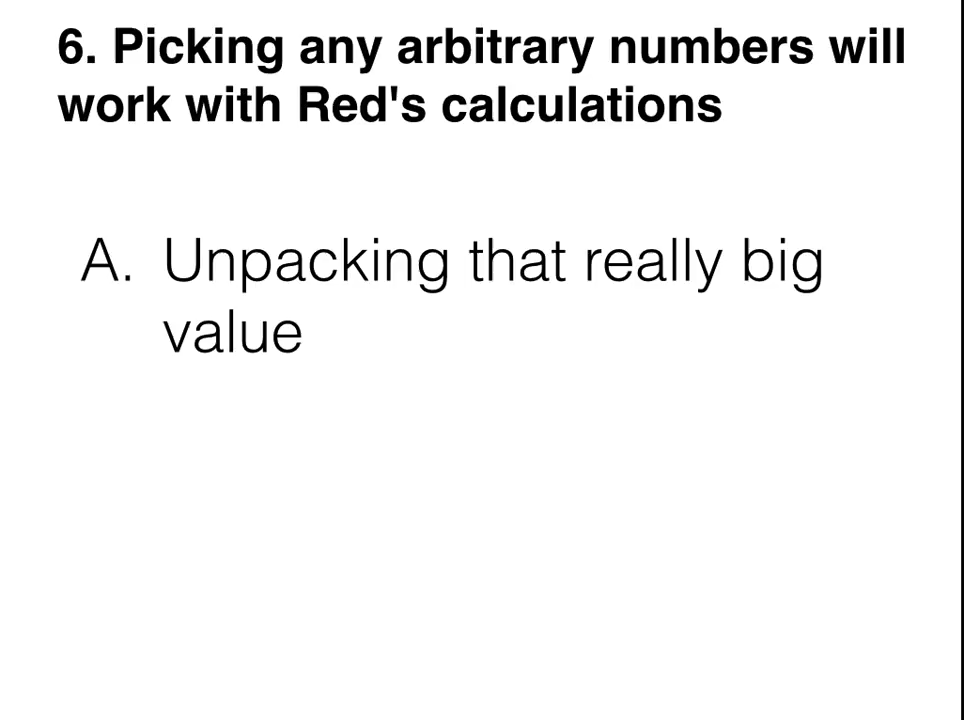 6. Picking any arbitrary numbers will
work with Red's calculations
A. Unpacking that really big
value